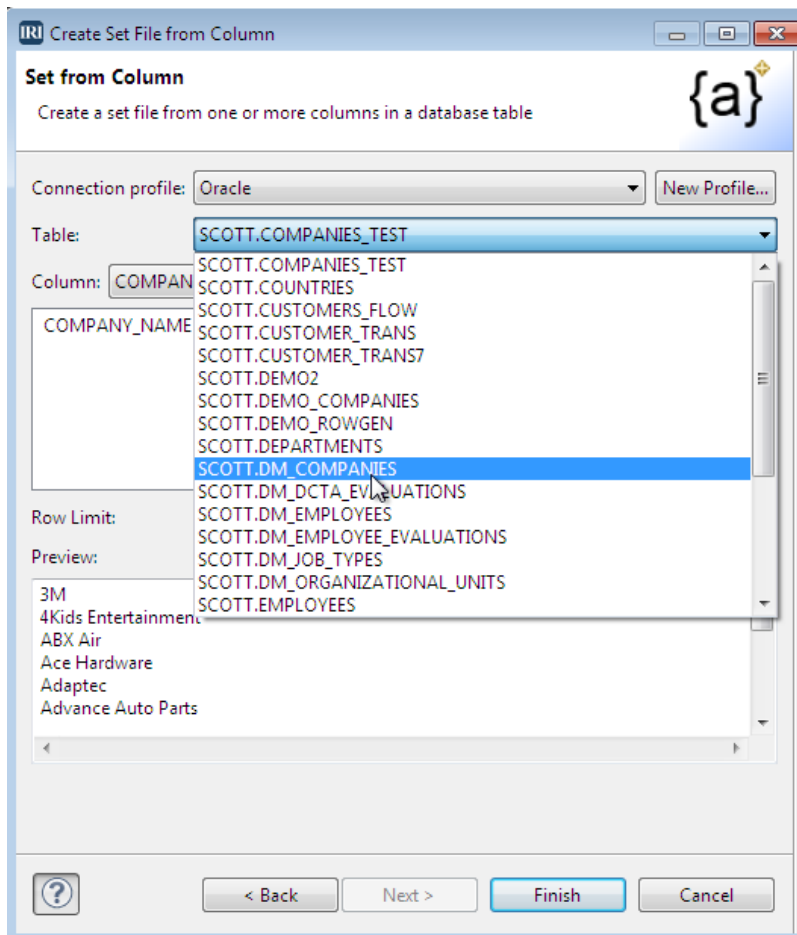 IRI Create Set File from Column
Set from Column
Create a set file from one or more columns in a database table
{a}
Connection profile: Oracle New Profile...
Table: SCOTT.COMPANIES_TEST
SCOTT.COMPANIES_TEST
Column: COMPAN
SCOTT.COUNTRIES
SCOTT.CUSTOMERS_FLOW
COMPANY_NAME
SCOTT.CUSTOMER_TRANS
SCOTT.CUSTOMER_TRANS7
SCOTT.DEMO2
SCOTT.DEMO_COMPANIES
SCOTT.DEMO_ROWGEN
SCOTT.DEPARTMENTS
SCOTT.DM_COMPANIES
SCOTT.DM_DCTA_EVALUATIONS
SCOTT.DM_EMPLOYEES
SCOTT.DM_EMPLOYEE_EVALUATIONS
SCOTT.DM_JOB_TYPES
SCOTT.DM_ORGANIZATIONAL_UNITS
SCOTT.EMPLOYEES
Row Limit:
Preview:
3M
4Kids Entertainment
ABX Air
Ace Hardware
Adaptec
Advance Auto Parts
? < Back Next > Finish Cancel